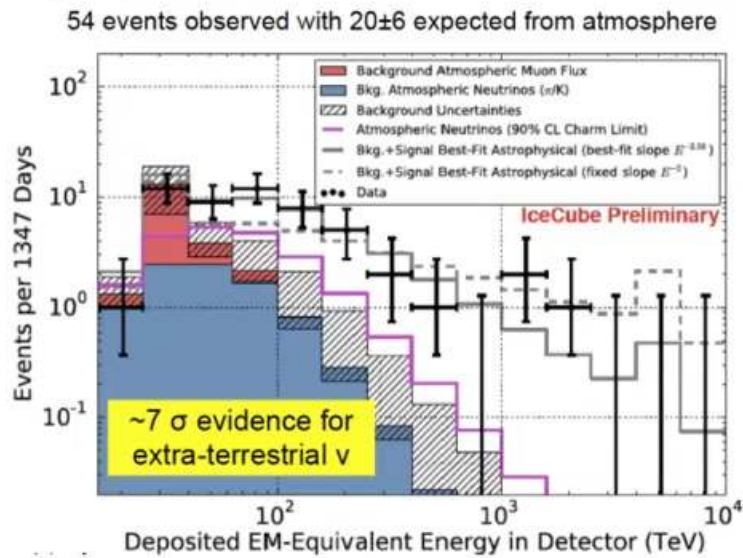 54 events observed with 20±6 expected from atmosphere
Background Atmospheric Muon Flux
Bkg. Atmospheric Neutrinos (π/K)
Background Uncertainties
Atmospheric Neutrinos (90% CL Charm Limit)
Bkg.+Signal Best-Fit Astrophysical (best-fit slope E⁻²·⁵⁸)
Bkg.+Signal Best-Fit Astrophysical (fixed slope E⁻²)
Data
IceCube Preliminary
Events per 1347 Days
10²
10¹
10⁰
10⁻¹
~7 σ evidence for
extra-terrestrial ν
10² 10³ 10⁴
Deposited EM-Equivalent Energy in Detector (TeV)